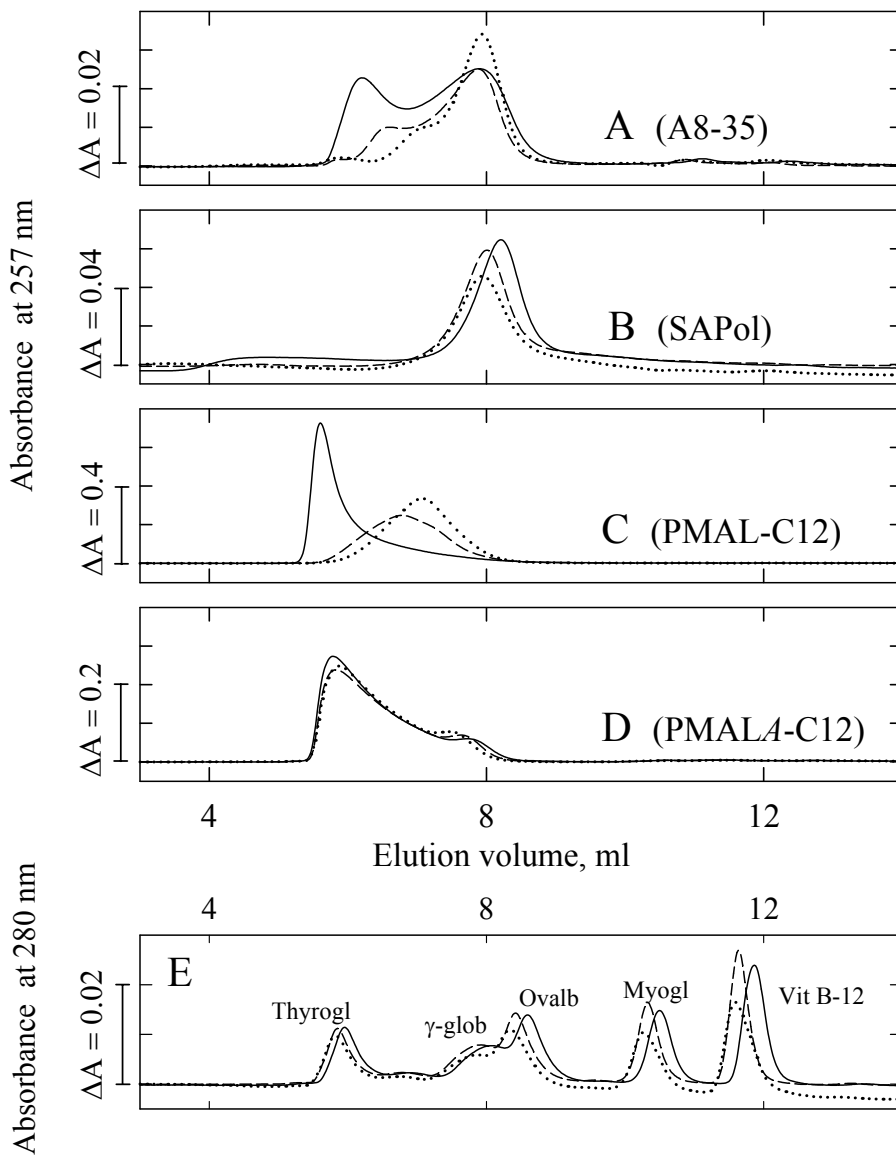 Absorbance at 257 nm
ΔA = 0.02
A (A8-35)
ΔA = 0.04
B (SAPol)
ΔA = 0.4
C (PMAL-C12)
ΔA = 0.2
D (PMALA-C12)
4 8 12
Elution volume, ml
4 8 12
Absorbance at 280 nm
ΔA = 0.02
E
Thyrogl
γ-glob
Ovalb
Myogl
Vit B-12